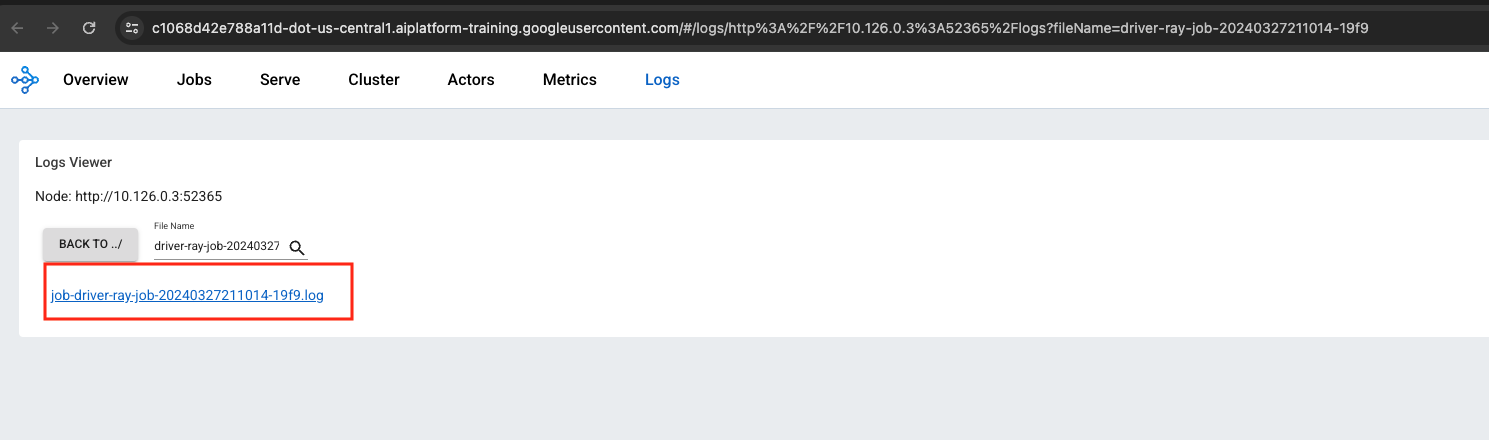 c1068d42e788a11d-dot-us-central1.aiplatform-training.googleusercontent.com/#/logs/http%3A%2F%2F10.126.0.3%3A52365%2Flogs?fileName=driver-ray-job-20240327211014-19f9
Overview Jobs Serve Cluster Actors Metrics Logs
Logs Viewer
Node: http://10.126.0.3:52365
File Name
BACK TO ../ driver-ray-job-20240327
job-driver-ray-job-20240327211014-19f9.log